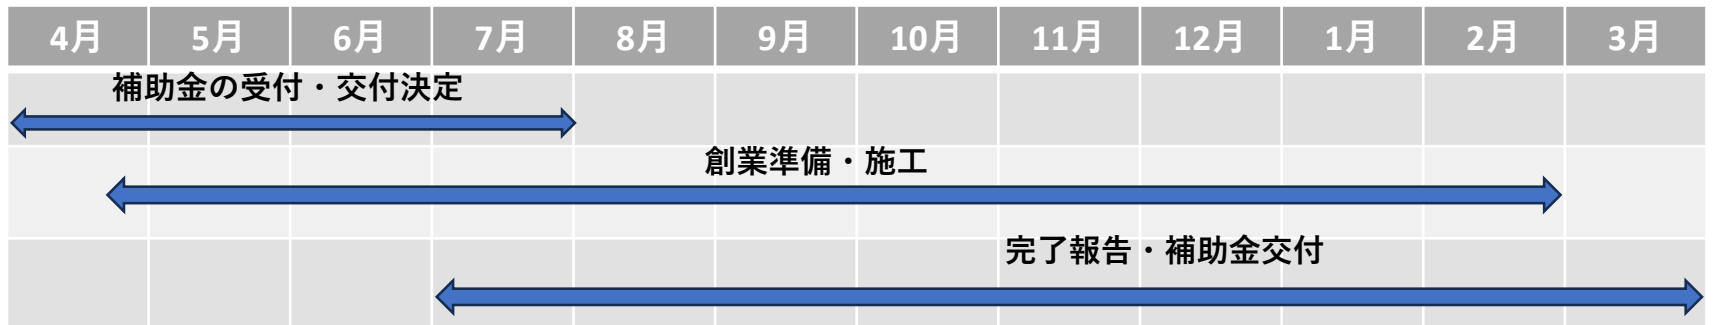 4月 5月 6月 7月 8月 9月 10月 11月 12月 1月 2月 3月
補助金の受付・交付決定
創業準備・施工
完了報告・補助金交付